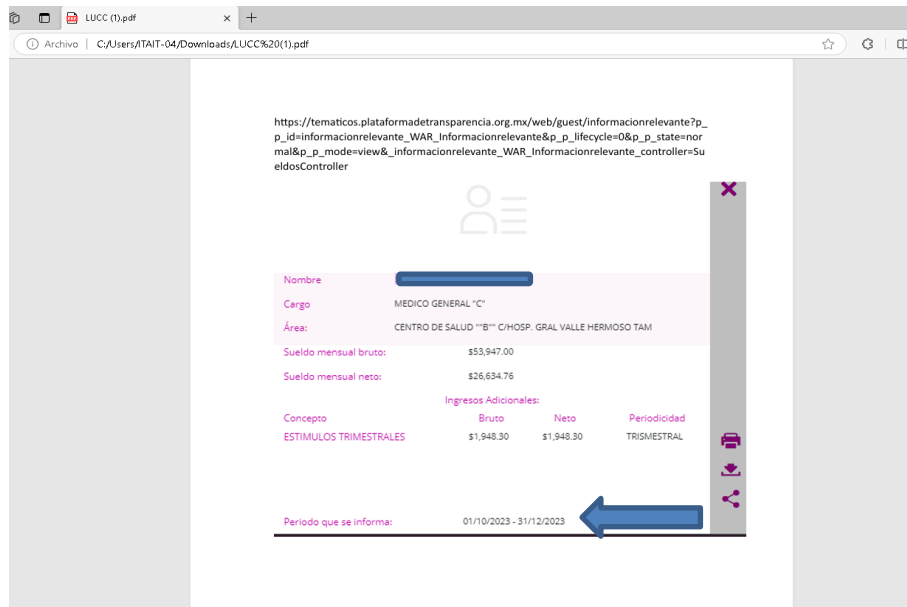 LUCC (1).pdf
Archivo | C:/Users/ITAIT-04/Downloads/LUCC%20(1).pdf
https://tematicos.plataformadetransparencia.org.mx/web/guest/informacionrelevante?p_
p_id=informacionrelevante_WAR_Informacionrelevante&p_p_lifecycle=0&p_p_state=nor
mal&p_p_mode=view&_informacionrelevante_WAR_Informacionrelevante_controller=Su
eldosController
Nombre
Cargo MEDICO GENERAL "C"
Área: CENTRO DE SALUD ""B"" C/HOSP. GRAL VALLE HERMOSO TAM
Sueldo mensual bruto: $53,947.00
Sueldo mensual neto: $26,634.76
Ingresos Adicionales:
Concepto Bruto Neto Periodicidad
ESTIMULOS TRIMESTRALES $1,948.30 $1,948.30 TRISMESTRAL
Periodo que se informa: 01/10/2023 - 31/12/2023